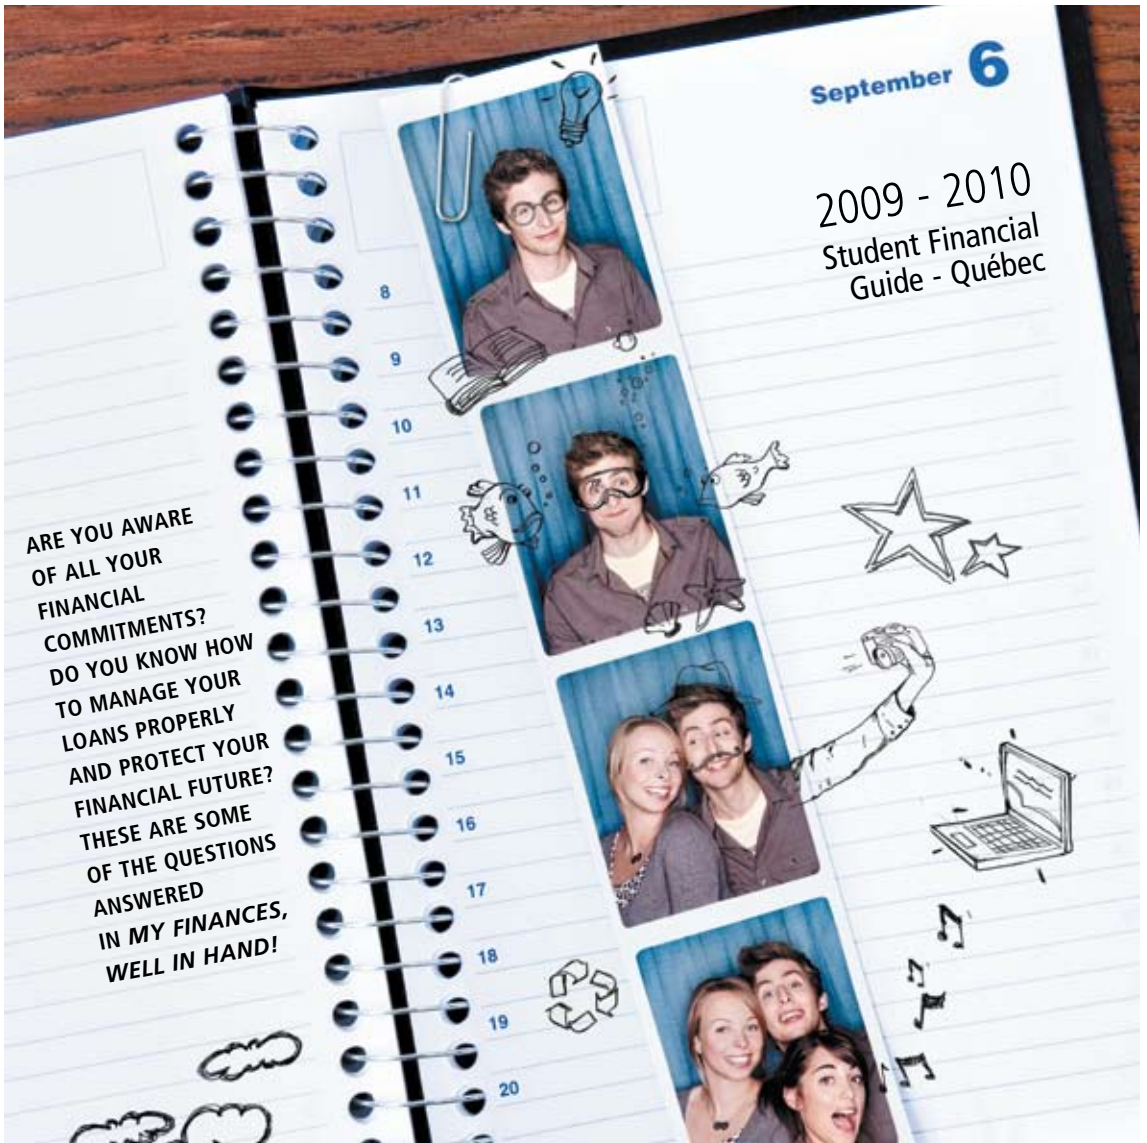 September 6
2009 - 2010
Student Financial
Guide - Québec
8
9
10
11
12
13
14
15
16
17
18
19
20
ARE YOU AWARE
OF ALL YOUR
FINANCIAL
COMMITMENTS?
DO YOU KNOW HOW
TO MANAGE YOUR
LOANS PROPERLY
AND PROTECT YOUR
FINANCIAL FUTURE?
THESE ARE SOME
OF THE QUESTIONS
ANSWERED
IN MY FINANCES,
WELL IN HAND!